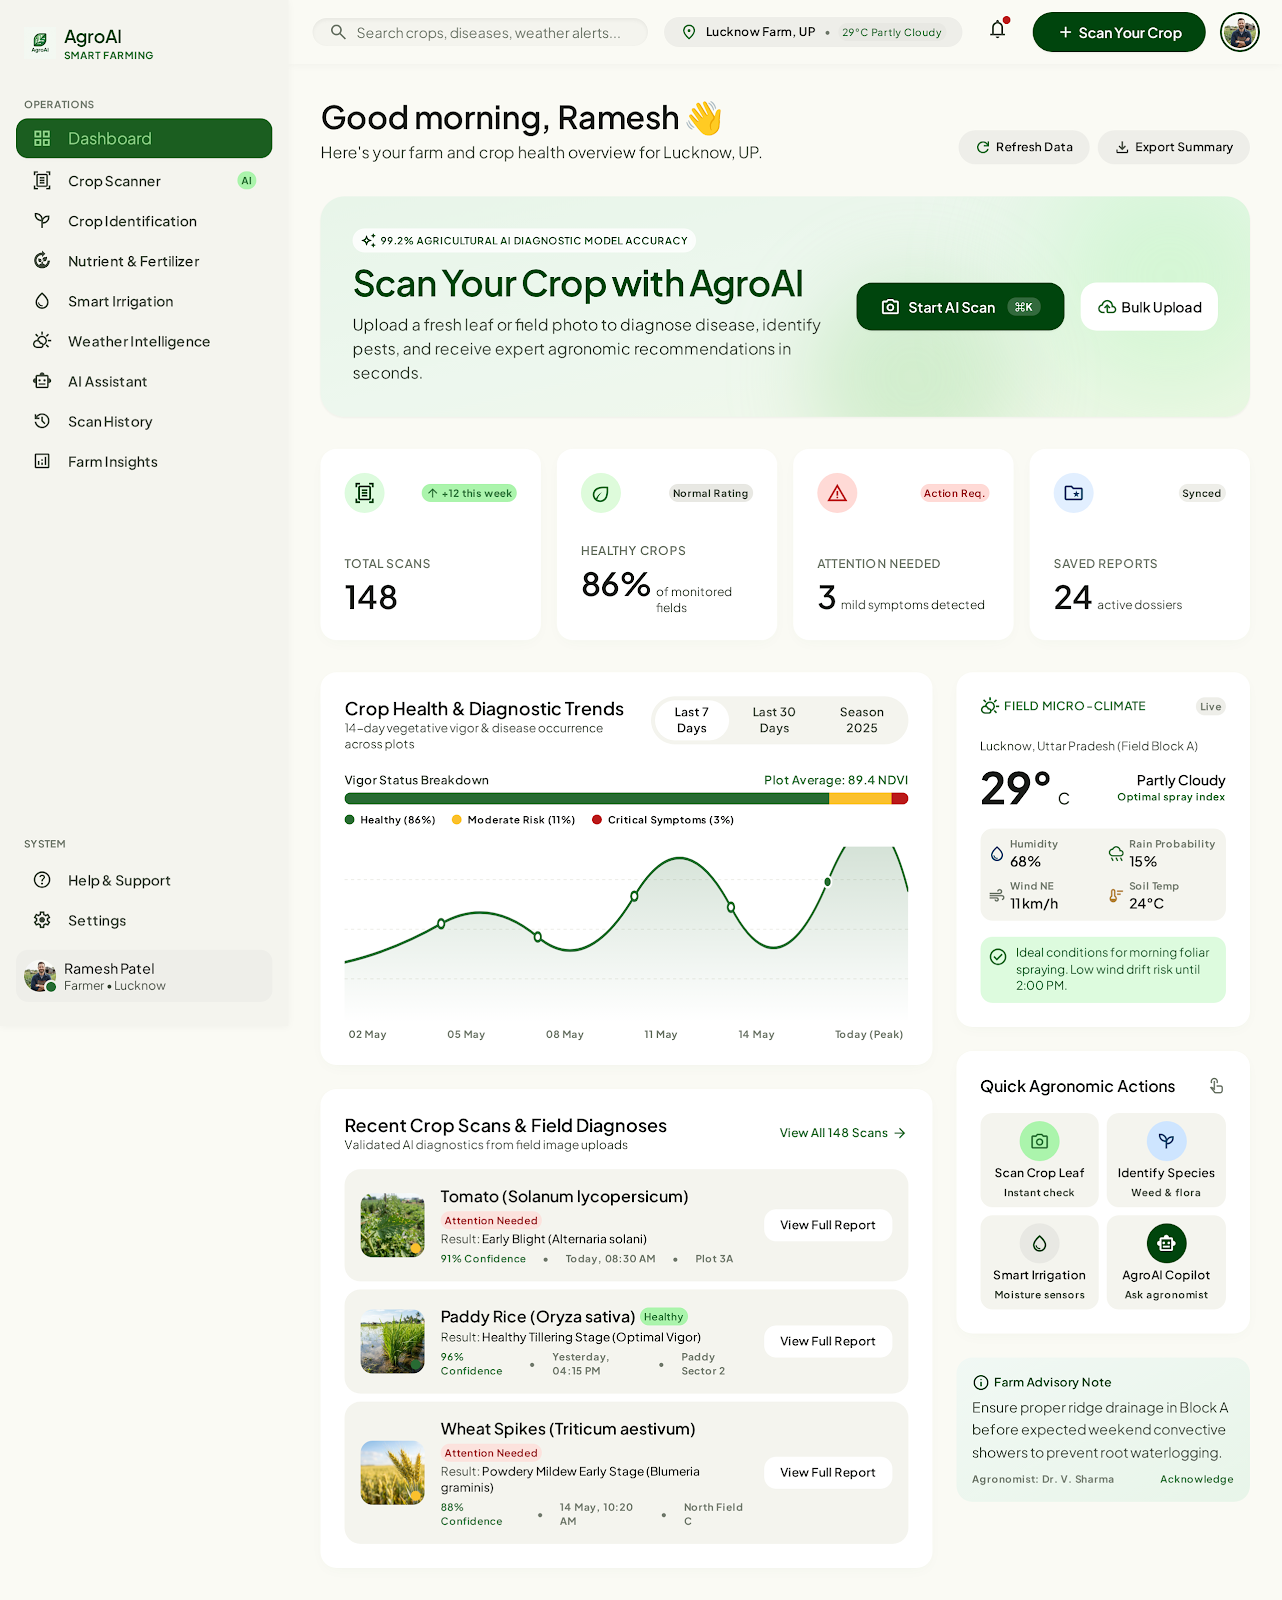 AgroAI
SMART FARMING
AgroAI
OPERATIONS
Dashboard
Crop Scanner
AI
Crop Identification
Nutrient & Fertilizer
Smart Irrigation
Weather Intelligence
AI Assistant
Scan History
Farm Insights
SYSTEM
Help & Support
Settings
Ramesh Patel
Farmer • Lucknow
Search crops, diseases, weather alerts...
Lucknow Farm, UP • 29°C Partly Cloudy
+ Scan Your Crop
Good morning, Ramesh 👋
Here's your farm and crop health overview for Lucknow, UP.
Refresh Data
Export Summary
99.2% AGRICULTURAL AI DIAGNOSTIC MODEL ACCURACY
Scan Your Crop with AgroAI
Upload a fresh leaf or field photo to diagnose disease, identify
pests, and receive expert agronomic recommendations in
seconds.
Start AI Scan ⌘K
Bulk Upload
↑ +12 this week
TOTAL SCANS
148
Normal Rating
HEALTHY CROPS
86% of monitored
fields
Action Req.
ATTENTION NEEDED
3 mild symptoms detected
Synced
SAVED REPORTS
24 active dossiers
Crop Health & Diagnostic Trends
14-day vegetative vigor & disease occurrence
across plots
Last 7
Days
Last 30
Days
Season
2025
Vigor Status Breakdown
Plot Average: 89.4 NDVI
Healthy (86%)
Moderate Risk (11%)
Critical Symptoms (3%)
02 May
05 May
08 May
11 May
14 May
Today (Peak)
FIELD MICRO-CLIMATE
Live
Lucknow, Uttar Pradesh (Field Block A)
29° C
Partly Cloudy
Optimal spray index
Humidity
68%
Rain Probability
15%
Wind NE
11 km/h
Soil Temp
24°C
Ideal conditions for morning foliar
spraying. Low wind drift risk until
2:00 PM.
Recent Crop Scans & Field Diagnoses
Validated AI diagnostics from field image uploads
View All 148 Scans →
Tomato (Solanum lycopersicum)
Attention Needed
Result: Early Blight (Alternaria solani)
91% Confidence • Today, 08:30 AM • Plot 3A
View Full Report
Paddy Rice (Oryza sativa) Healthy
Result: Healthy Tillering Stage (Optimal Vigor)
96%
Confidence
•
Yesterday,
04:15 PM
•
Paddy
Sector 2
View Full Report
Wheat Spikes (Triticum aestivum)
Attention Needed
Result: Powdery Mildew Early Stage (Blumeria
graminis)
88%
Confidence
•
14 May, 10:20
AM
•
North Field
C
View Full Report
Quick Agronomic Actions
Scan Crop Leaf
Instant check
Identify Species
Weed & flora
Smart Irrigation
Moisture sensors
AgroAI Copilot
Ask agronomist
Farm Advisory Note
Ensure proper ridge drainage in Block A
before expected weekend convective
showers to prevent root waterlogging.
Agronomist: Dr. V. Sharma
Acknowledge